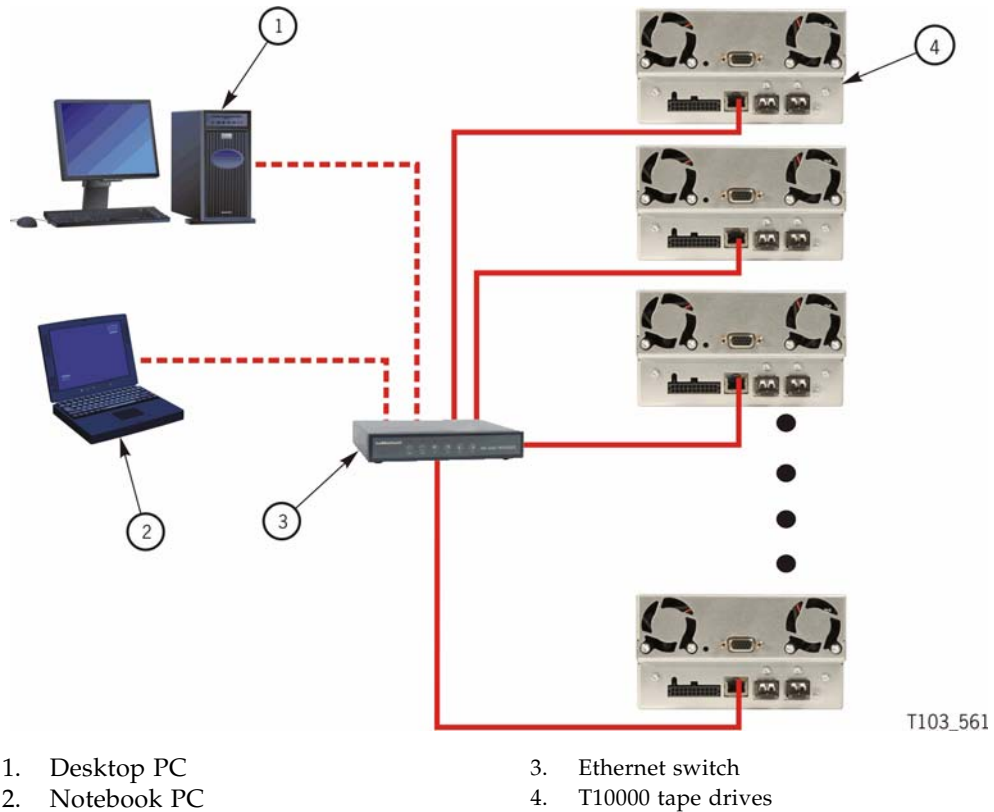 1
4
2
3
T103_561
1. Desktop PC
2. Notebook PC
3. Ethernet switch
4. T10000 tape drives